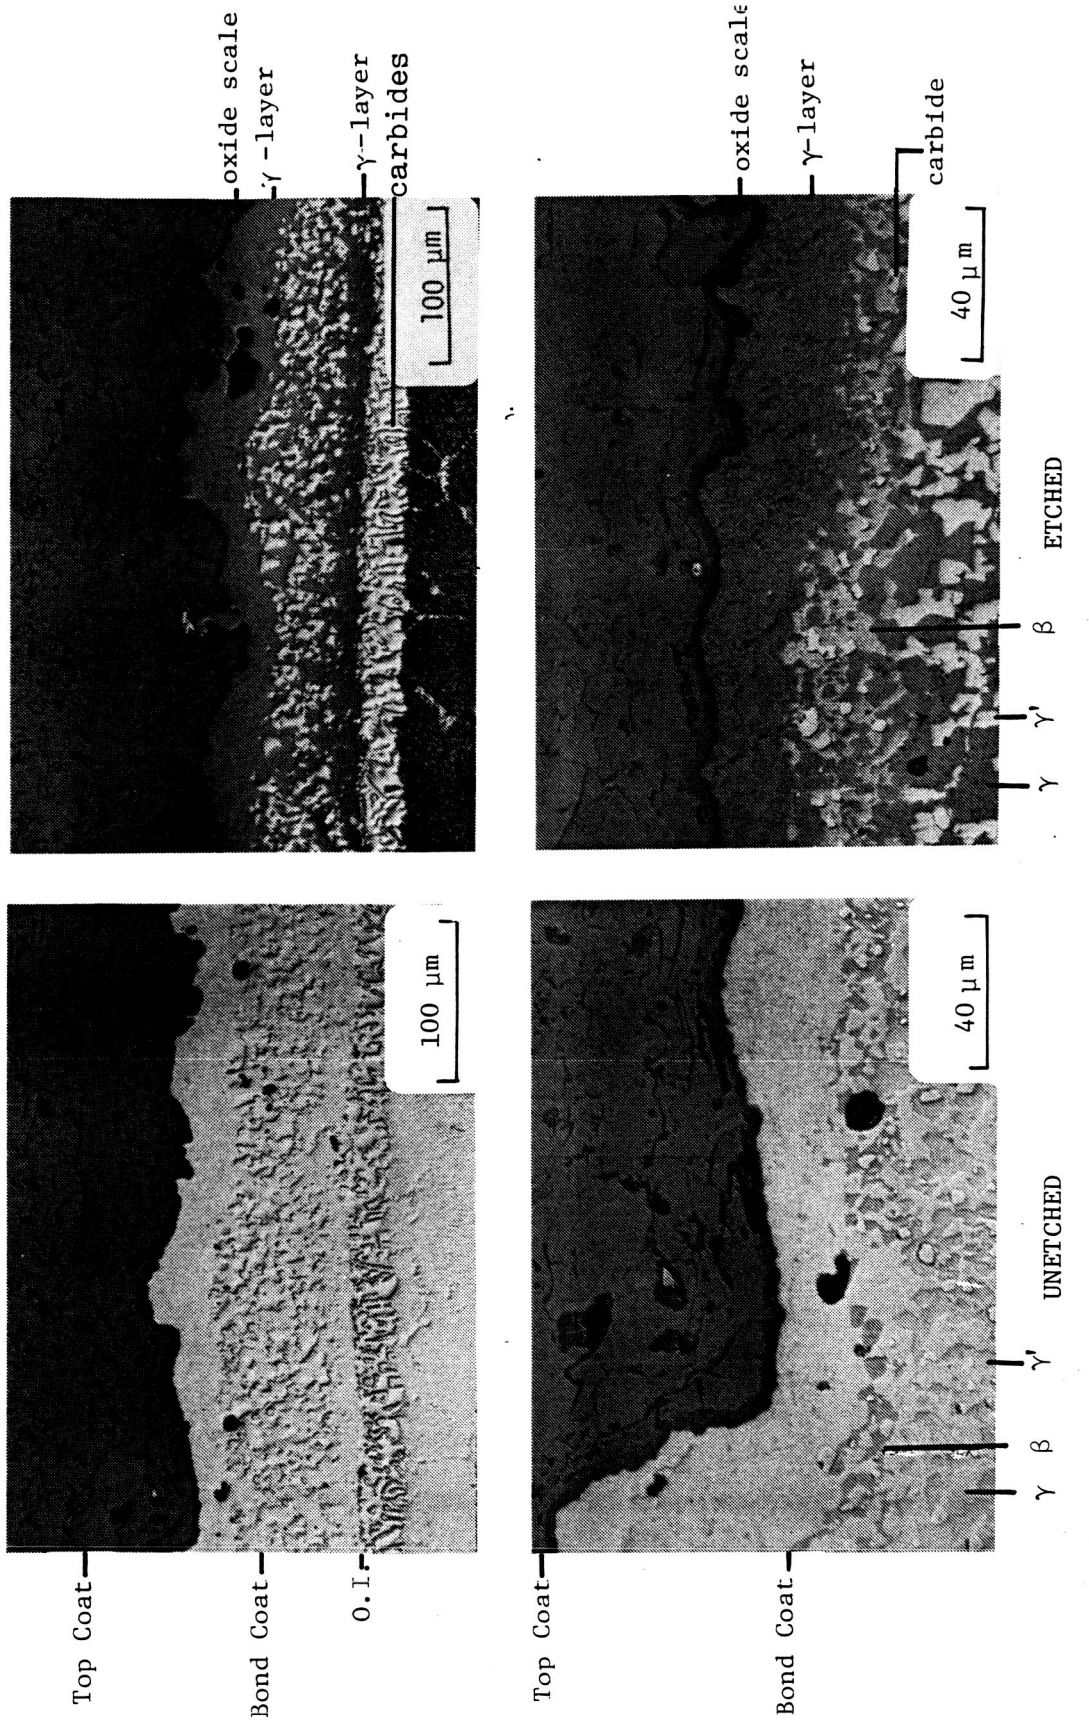 Top Coat
Bond Coat
O.I.
100 μm
100 μm
oxide scale
γ-layer
γ-layer
carbides
Top Coat
Bond Coat
40 μm
40 μm
oxide scale
γ-layer
carbide
γ
β
γ'
γ
γ'
β
UNETCHED
ETCHED